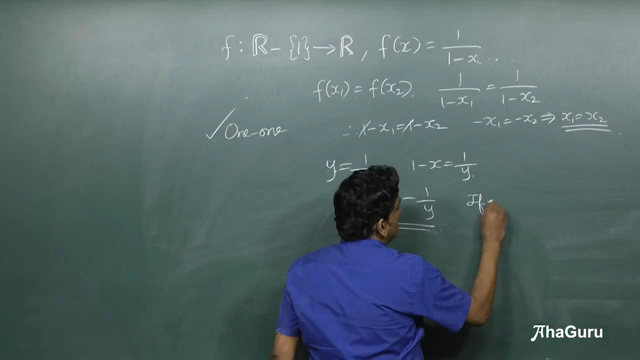 f : ℝ - {1} → ℝ , f(x) = 1/(1-x)
f(x₁) = f(x₂). 1/(1-x₁) = 1/(1-x₂)
✓ One-one ∴ 1-x₁ = 1-x₂ -x₁ = -x₂ ⇒ x₁ = x₂
y = 1 1-x = 1/y
- 1/y If
AhaGuru